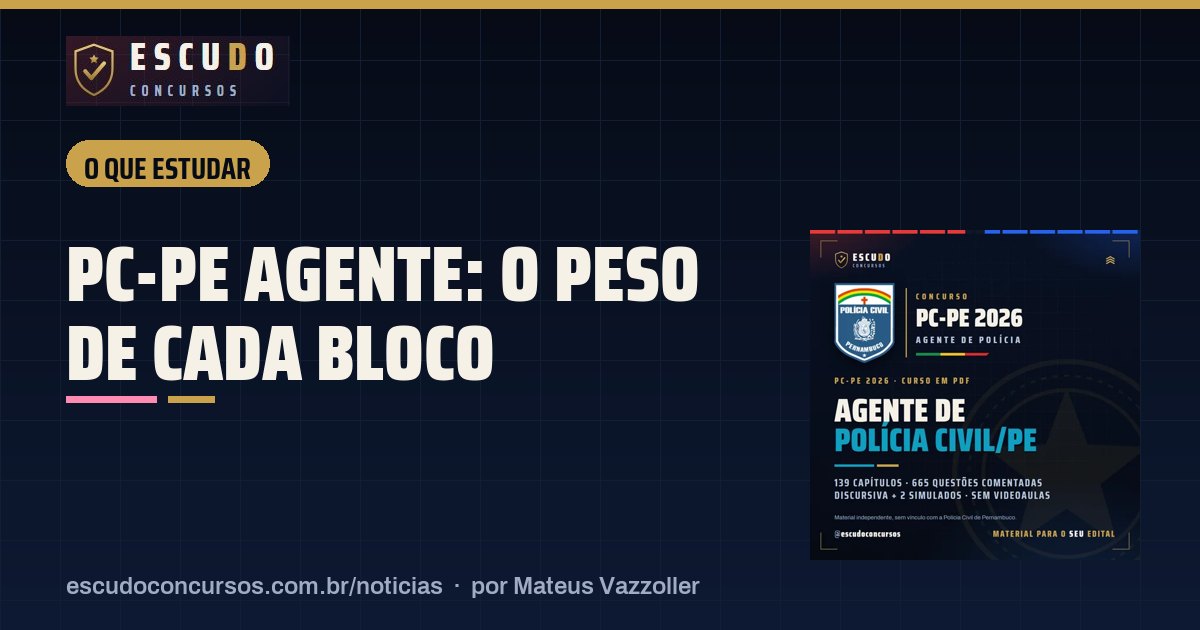 ESCUDO
CONCURSOS
O QUE ESTUDAR
PC-PE AGENTE: O PESO
DE CADA BLOCO
ESCUDO
CONCURSOS
POLÍCIA CIVIL
PERNAMBUCO
CONCURSO
PC-PE 2026
AGENTE DE POLÍCIA
PC-PE 2026 · CURSO EM PDF
AGENTE DE
POLÍCIA CIVIL/PE
139 CAPÍTULOS · 665 QUESTÕES COMENTADAS
DISCURSIVA + 2 SIMULADOS · SEM VIDEOAULAS
Material independente, sem vínculo com a Polícia Civil de Pernambuco.
@escudoconcursos
MATERIAL PARA O SEU EDITAL
escudoconcursos.com.br/noticias · por Mateus Vazzoller